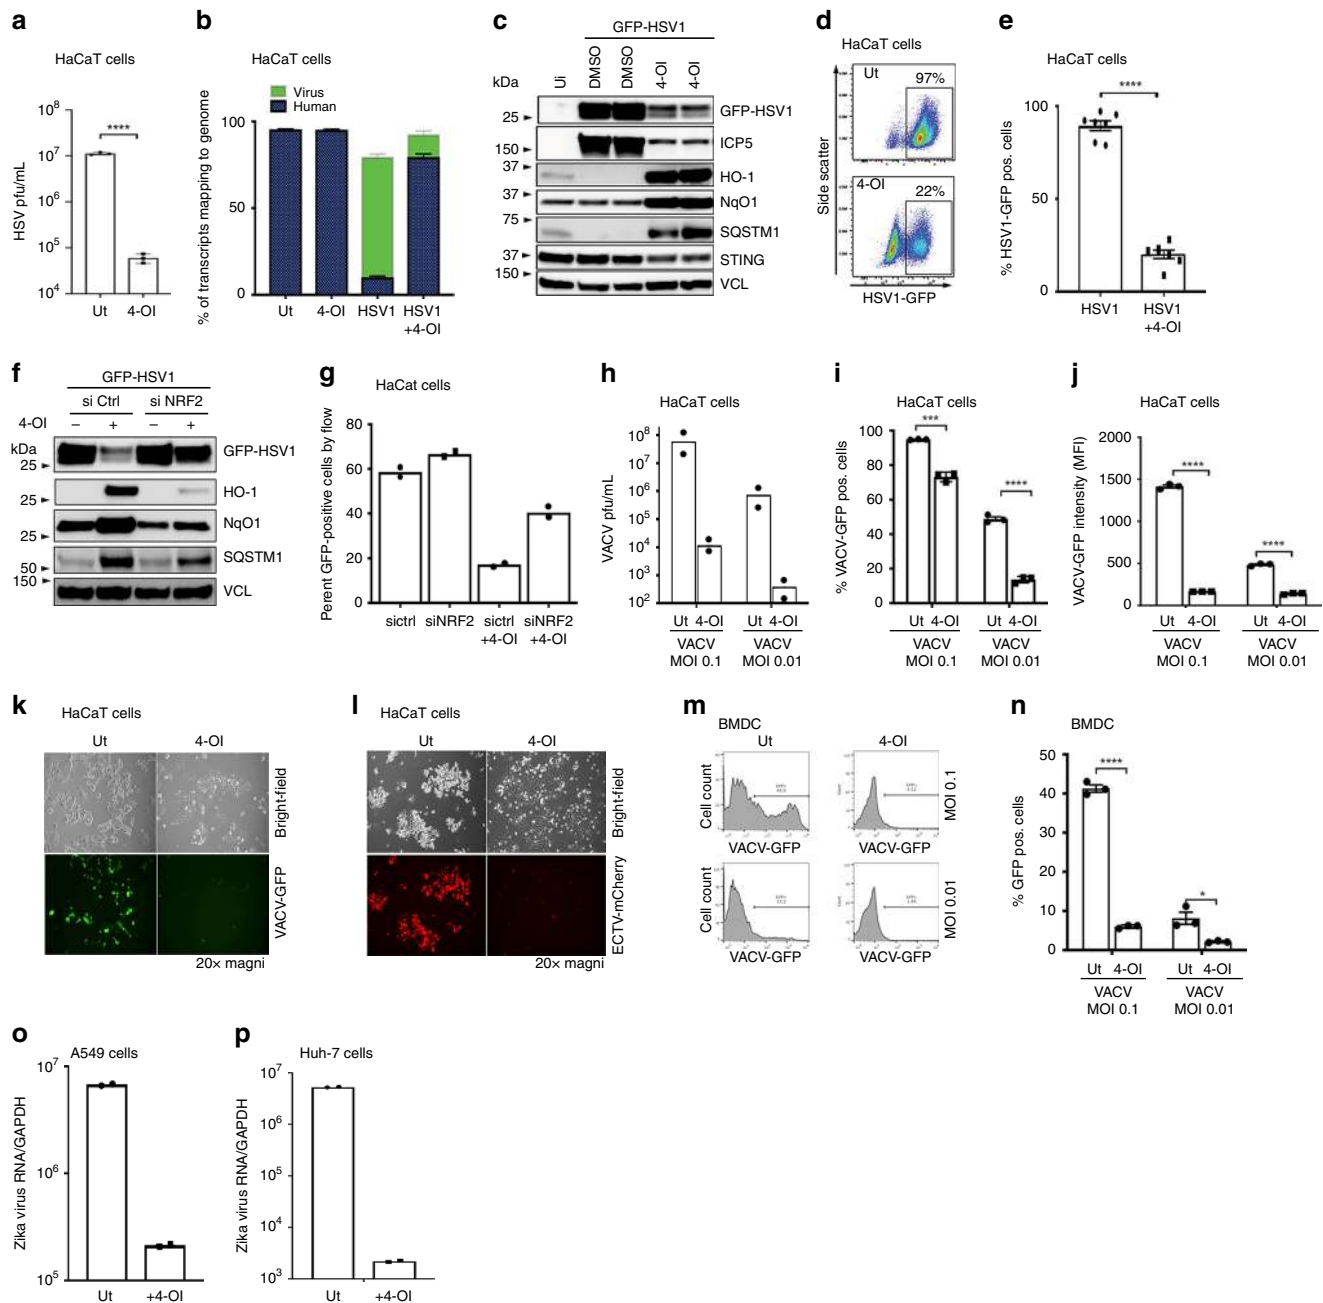 a
HaCaT cells
HSV pfu/mL
10⁸
10⁷
10⁶
10⁵
10⁴
****
Ut 4-OI
b
HaCaT cells
Virus
Human
% of transcripts mapping to genome
100
50
0
Ut 4-OI HSV1 HSV1
+4-OI
c
GFP-HSV1
kDa Ui DMSO DMSO 4-OI 4-OI
25 GFP-HSV1
150 ICP5
37 HO-1
37 NqO1
75 SQSTM1
37 STING
150 VCL
d
HaCaT cells
Ut
97%
4-OI
22%
Side scatter
HSV1-GFP
e
HaCaT cells
% HSV1-GFP pos. cells
100
50
0
****
HSV1 HSV1
+4-OI
f
GFP-HSV1
si Ctrl si NRF2
4-OI – + – +
kDa
25 GFP-HSV1
25 HO-1
25 NqO1
50 SQSTM1
150 VCL
g
HaCat cells
Perent GFP-positive cells by flow
80
60
40
20
0
sictrl siNRF2 sictrl siNRF2
+4-OI +4-OI
h
HaCaT cells
VACV pfu/mL
10⁸
10⁶
10⁵
10⁴
10³
10²
Ut 4-OI Ut 4-OI
VACV VACV
MOI 0.1 MOI 0.01
i
HaCaT cells
% VACV-GFP pos. cells
100
80
60
40
20
0
***
****
Ut 4-OI Ut 4-OI
VACV VACV
MOI 0.1 MOI 0.01
j
HaCaT cells
VACV-GFP intensity (MFI)
2000
1500
1000
500
0
****
****
Ut 4-OI Ut 4-OI
VACV VACV
MOI 0.1 MOI 0.01
k
HaCaT cells
Ut 4-OI
Bright-field
VACV-GFP
20× magni
l
HaCaT cells
Ut 4-OI
Bright-field
ECTV-mCherry
20× magni
m
BMDC
Ut 4-OI
Cell count
VACV-GFP VACV-GFP
MOI 0.1
Cell count
VACV-GFP VACV-GFP
MOI 0.01
n
BMDC
% GFP pos. cells
50
40
30
20
10
0
****
*
Ut 4-OI Ut 4-OI
VACV VACV
MOI 0.1 MOI 0.01
o
A549 cells
Zika virus RNA/GAPDH
10⁷
10⁶
10⁵
Ut +4-OI
p
Huh-7 cells
Zika virus RNA/GAPDH
10⁷
10⁶
10⁵
10⁴
10³
Ut +4-OI